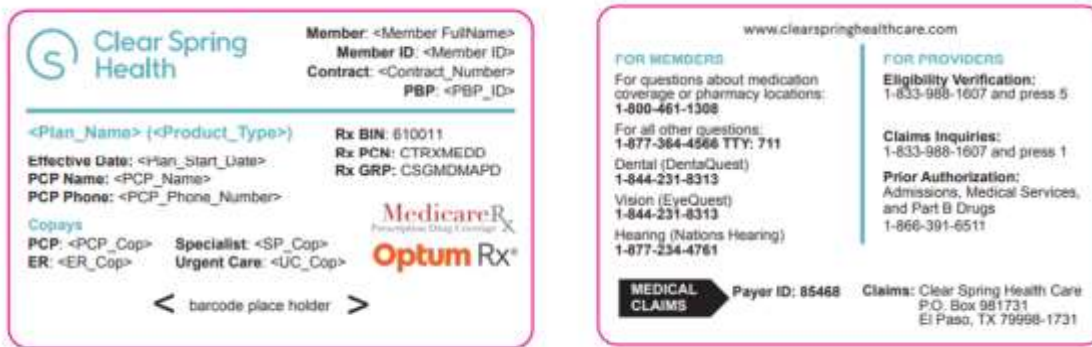 Clear Spring
Health
Member: <Member FullName>
Member ID: <Member ID>
Contract: <Contract_Number>
PBP: <PBP_ID>
<Plan_Name> (<Product_Type>)
Effective Date: <Plan_Start_Date>
PCP Name: <PCP_Name>
PCP Phone: <PCP_Phone_Number>
Rx BIN: 610011
Rx PCN: CTRXMEDD
Rx GRP: CSGMDMAPD
Copays
PCP: <PCP_Cop> Specialist: <SP_Cop>
ER: <ER_Cop> Urgent Care: <UC_Cop>
MedicareRx
Prescription Drug Coverage
Optum Rx®
< barcode place holder >
www.clearspringhealthcare.com
FOR MEMBERS
For questions about medication
coverage or pharmacy locations:
1-800-461-1308
For all other questions:
1-877-364-4566 TTY: 711
Dental (DentaQuest)
1-844-231-8313
Vision (EyeQuest)
1-844-231-8313
Hearing (Nations Hearing)
1-877-234-4761
FOR PROVIDERS
Eligibility Verification:
1-833-988-1607 and press 5
Claims Inquiries:
1-833-988-1607 and press 1
Prior Authorization:
Admissions, Medical Services,
and Part B Drugs
1-866-391-6511
MEDICAL
CLAIMS
Payer ID: 85468
Claims: Clear Spring Health Care
P.O. Box 981731
El Paso, TX 79998-1731